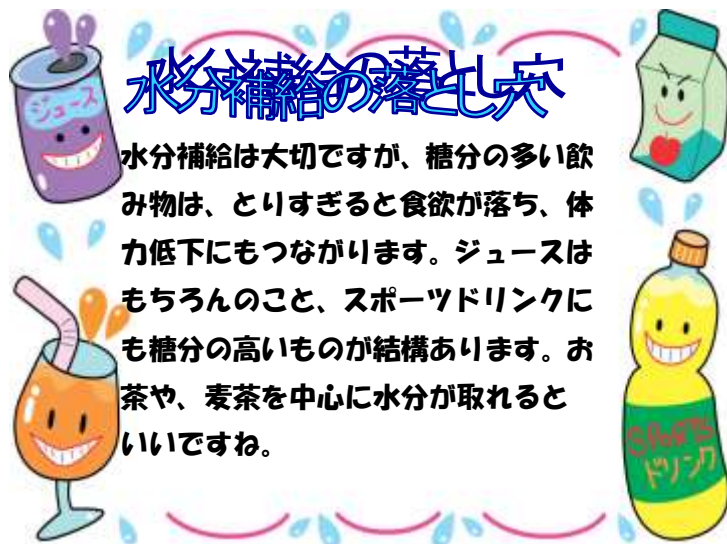 水分補給の落とし穴
ジュース
水分補給は大切ですが、糖分の多い飲
み物は、とりすぎると食欲が落ち、体
力低下にもつながります。ジュースは
もちろんのこと、スポーツドリンクに
も糖分の高いものが結構あります。お
茶や、麦茶を中心に水分が取れると
いいですね。
ドリンク